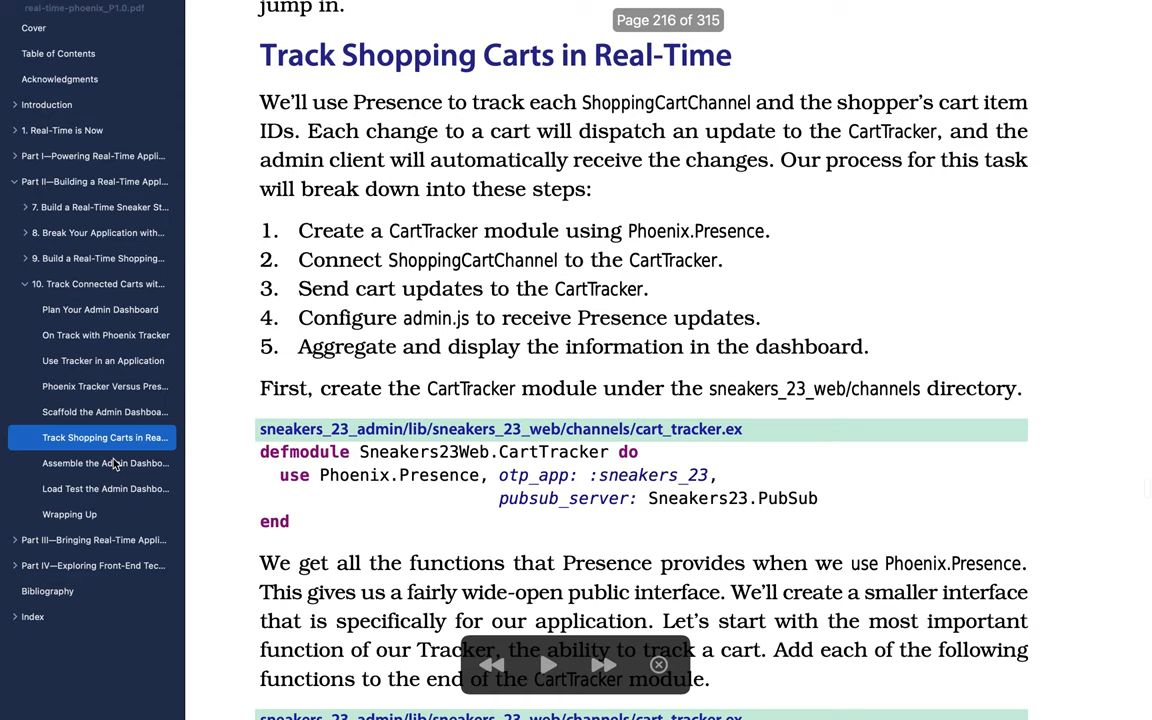 real-time-phoenix_P1.0.pdf
Cover
Table of Contents
Acknowledgments
Introduction
1. Real-Time is Now
Part I—Powering Real-Time Appli...
Part II—Building a Real-Time Appl...
7. Build a Real-Time Sneaker St...
8. Break Your Application with...
9. Build a Real-Time Shopping...
10. Track Connected Carts wit...
Plan Your Admin Dashboard
On Track with Phoenix Tracker
Use Tracker in an Application
Phoenix Tracker Versus Pres...
Scaffold the Admin Dashboa...
Track Shopping Carts in Rea...
Assemble the Admin Dashbo...
Load Test the Admin Dashbo...
Wrapping Up
Part III—Bringing Real-Time Appli...
Part IV—Exploring Front-End Tec...
Bibliography
Index
jump in.
Page 216 of 315
Track Shopping Carts in Real-Time
We’ll use Presence to track each ShoppingCartChannel and the shopper’s cart item
IDs. Each change to a cart will dispatch an update to the CartTracker, and the
admin client will automatically receive the changes. Our process for this task
will break down into these steps:
1. Create a CartTracker module using Phoenix.Presence.
2. Connect ShoppingCartChannel to the CartTracker.
3. Send cart updates to the CartTracker.
4. Configure admin.js to receive Presence updates.
5. Aggregate and display the information in the dashboard.
First, create the CartTracker module under the sneakers_23_web/channels directory.
sneakers_23_admin/lib/sneakers_23_web/channels/cart_tracker.ex
defmodule Sneakers23Web.CartTracker do
use Phoenix.Presence, otp_app: :sneakers_23,
pubsub_server: Sneakers23.PubSub
end
We get all the functions that Presence provides when we use Phoenix.Presence.
This gives us a fairly wide-open public interface. We’ll create a smaller interface
that is specifically for our application. Let’s start with the most important
function of our Tracker, the ability to track a cart. Add each of the following
functions to the end of the CartTracker module.
sneakers_23_admin/lib/sneakers_23_web/channels/cart_tracker.ex